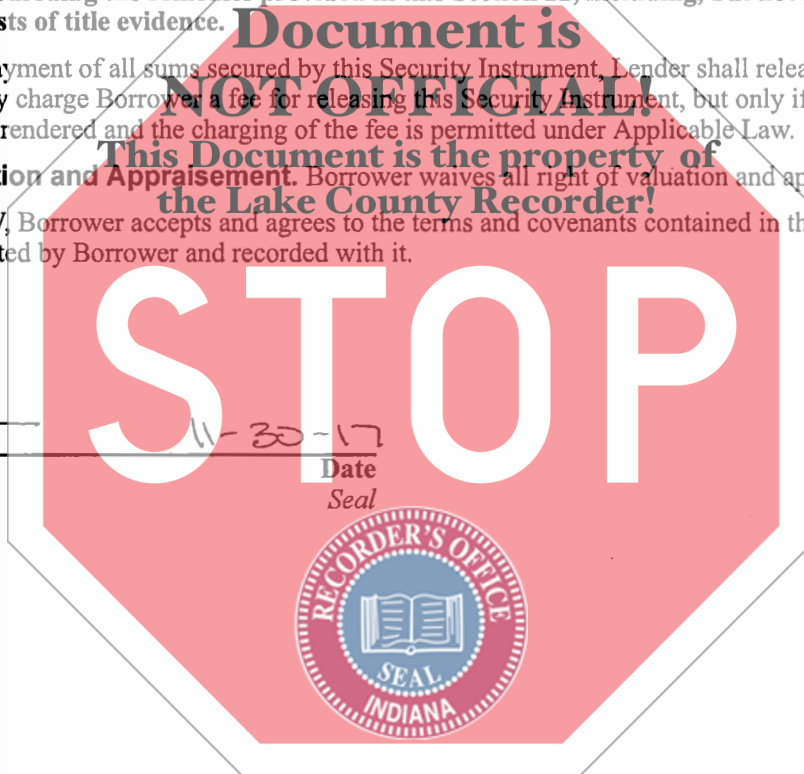 sts of title evidence.
Document is
ayment of all sums secured by this Security Instrument, Lender shall relea
NOT OFFICIAL!
y charge Borrower a fee for releasing this Security Instrument, but only if
rendered and the charging of the fee is permitted under Applicable Law.
This Document is the property of
tion and Appraisement. Borrower waives all right of valuation and ap
the Lake County Recorder!
, Borrower accepts and agrees to the terms and covenants contained in th
ted by Borrower and recorded with it.
STOP
11-30-17
Date
Seal
RECORDER'S OFFICE
SEAL
INDIANA